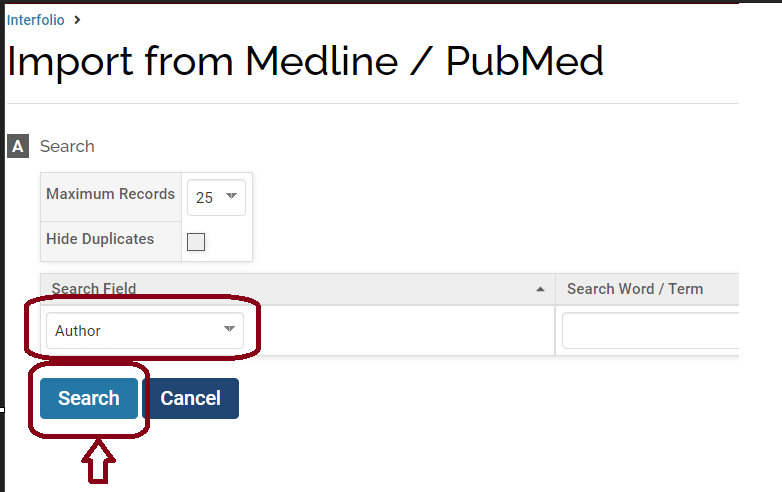 Interfolio >
Import from Medline / PubMed
A Search
Maximum Records 25
Hide Duplicates
Search Field Search Word / Term
Author
Search Cancel